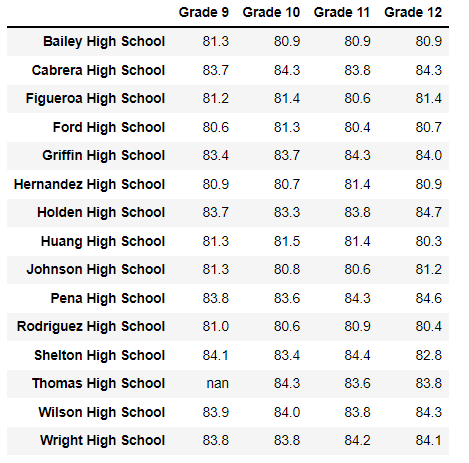 Grade 9 Grade 10 Grade 11 Grade 12
Bailey High School 81.3 80.9 80.9 80.9
Cabrera High School 83.7 84.3 83.8 84.3
Figueroa High School 81.2 81.4 80.6 81.4
Ford High School 80.6 81.3 80.4 80.7
Griffin High School 83.4 83.7 84.3 84.0
Hernandez High School 80.9 80.7 81.4 80.9
Holden High School 83.7 83.3 83.8 84.7
Huang High School 81.3 81.5 81.4 80.3
Johnson High School 81.3 80.8 80.6 81.2
Pena High School 83.8 83.6 84.3 84.6
Rodriguez High School 81.0 80.6 80.9 80.4
Shelton High School 84.1 83.4 84.4 82.8
Thomas High School nan 84.3 83.6 83.8
Wilson High School 83.9 84.0 83.8 84.3
Wright High School 83.8 83.8 84.2 84.1